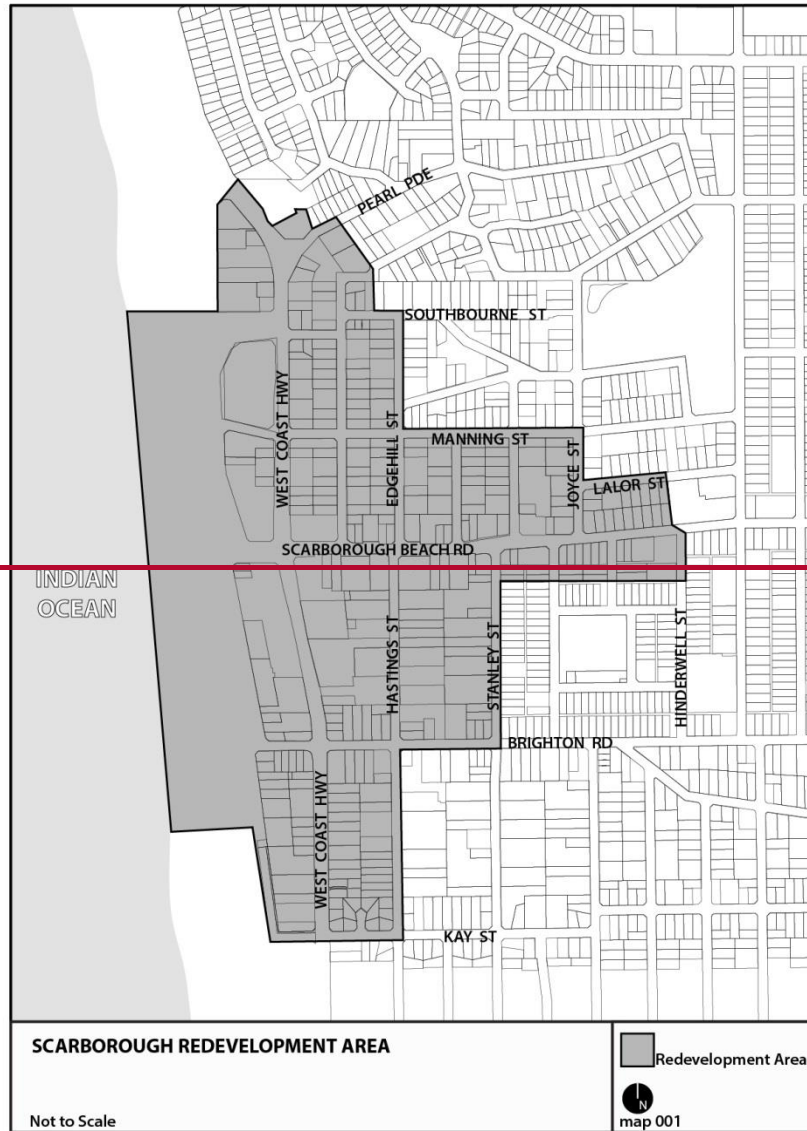 PEARL PDE
SOUTHBOURNE ST
WEST COAST HWY
EDGEHILL ST
MANNING ST
JOYCE ST
LALOR ST
SCARBOROUGH BEACH RD
INDIAN
OCEAN
HASTINGS ST
STANLEY ST
HINDERWELL ST
BRIGHTON RD
WEST COAST HWY
KAY ST
SCARBOROUGH REDEVELOPMENT AREA
Redevelopment Area
N
Not to Scale
map 001